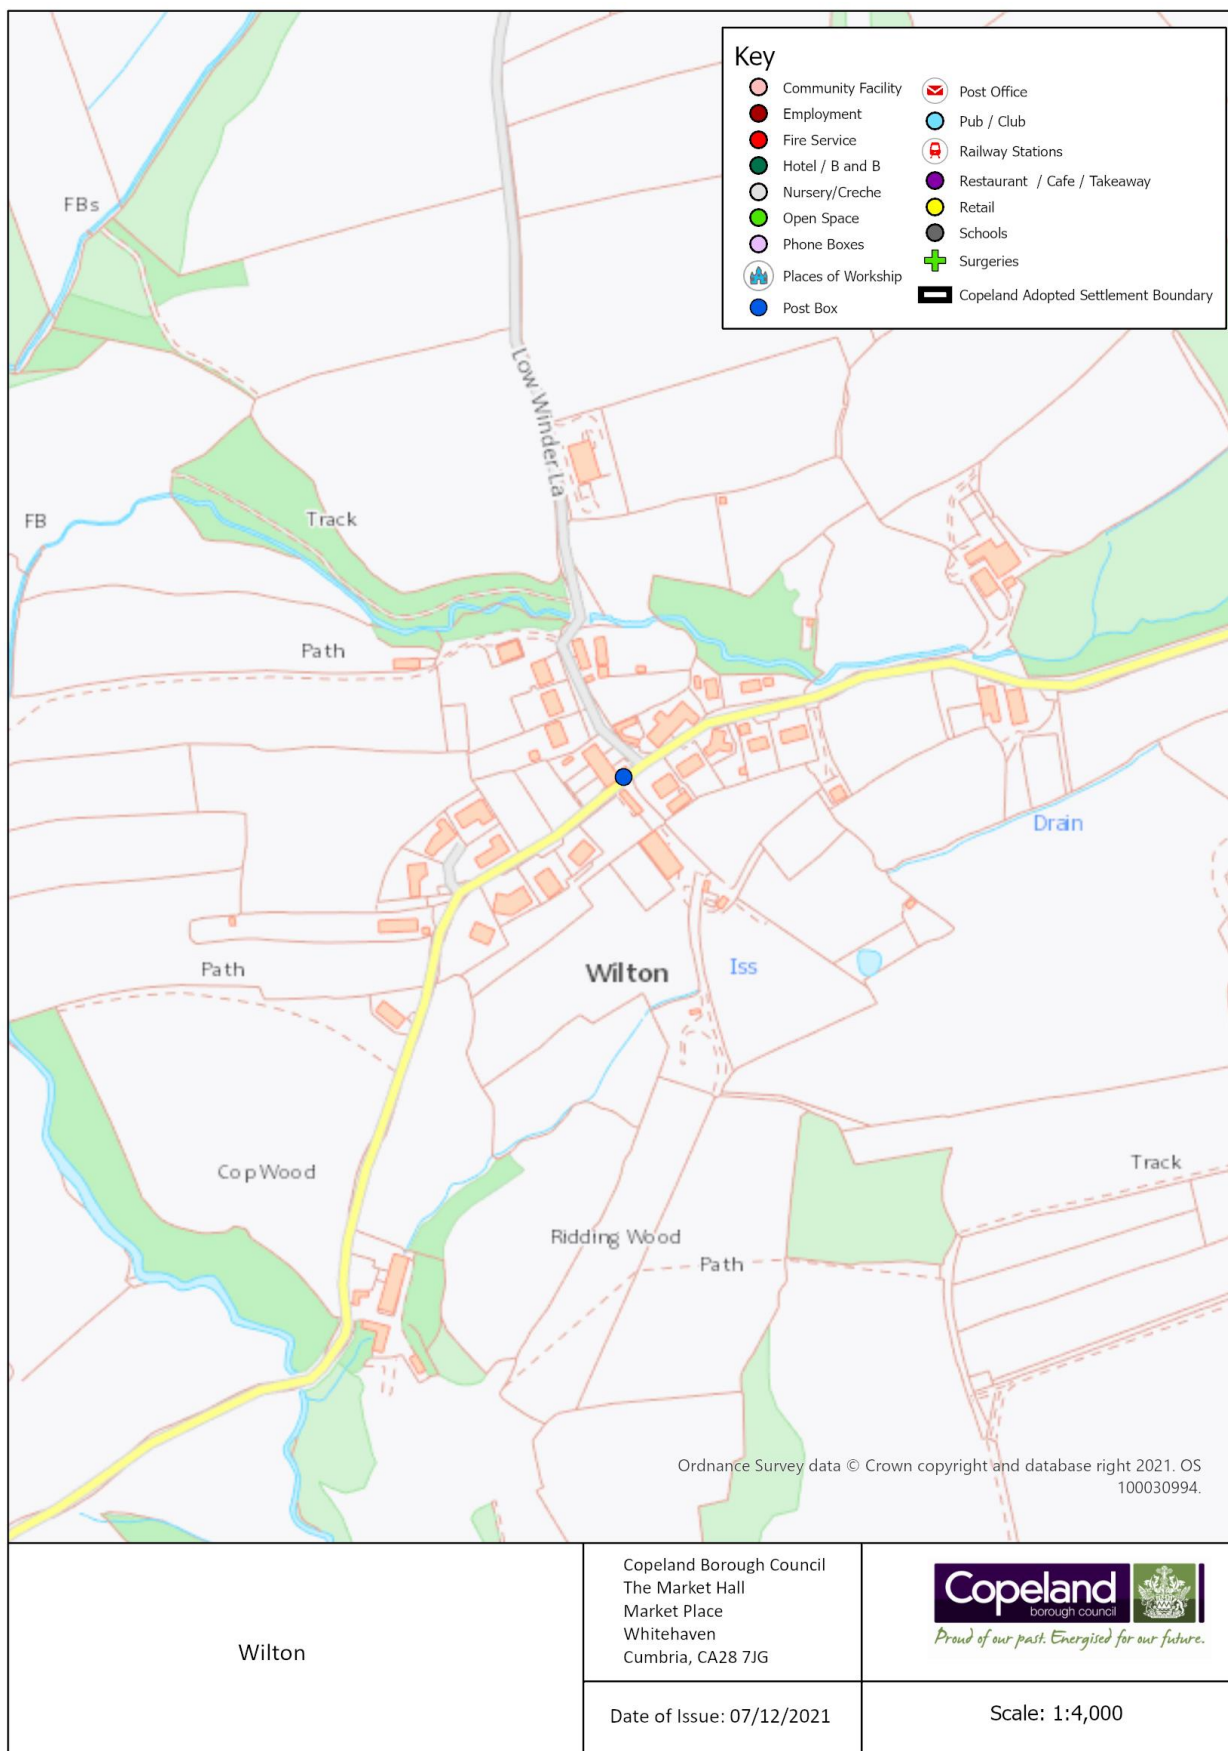 Key
Community Facility
Employment
Fire Service
Hotel / B and B
Nursery/Creche
Open Space
Phone Boxes
Places of Workship
Post Box
Post Office
Pub / Club
Railway Stations
Restaurant / Cafe / Takeaway
Retail
Schools
Surgeries
Copeland Adopted Settlement Boundary
FBs
Low Winder La
FB
Track
Path
Drain
Path
Wilton
Iss
Cop Wood
Track
Ridding Wood
Path
Ordnance Survey data © Crown copyright and database right 2021. OS
100030994.
Wilton
Copeland Borough Council
The Market Hall
Market Place
Whitehaven
Cumbria, CA28 7JG
Date of Issue: 07/12/2021
Copeland
borough council
Proud of our past. Energised for our future.
Scale: 1:4,000